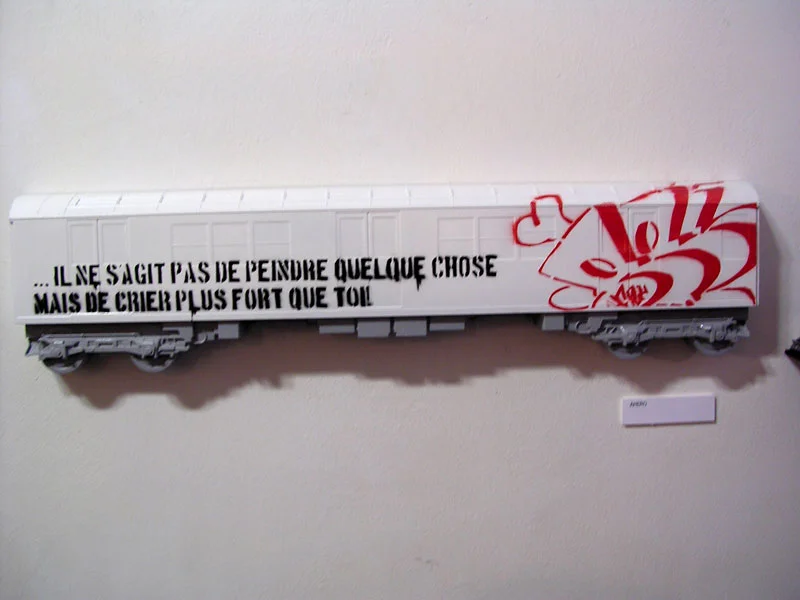 ... IL NE S'AGIT PAS DE PEINDRE QUELQUE CHOSE
MAIS DE CRIER PLUS FORT QUE TOI!